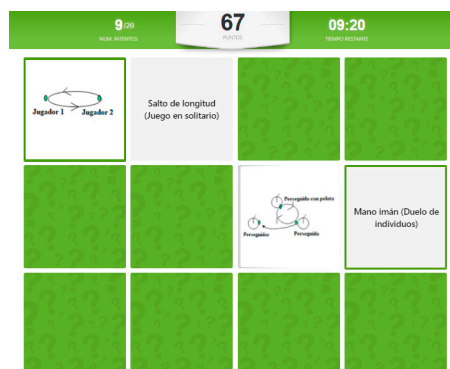 9/20
NUM. INTENTOS
67
PUNTOS
09:20
TIEMPO RESTANTE
Jugador 1 Jugador 2
Salto de longitud
(Juego en solitario)
Perseguido con pelota
Perseguidor
Perseguido
Mano imán (Duelo de
individuos)